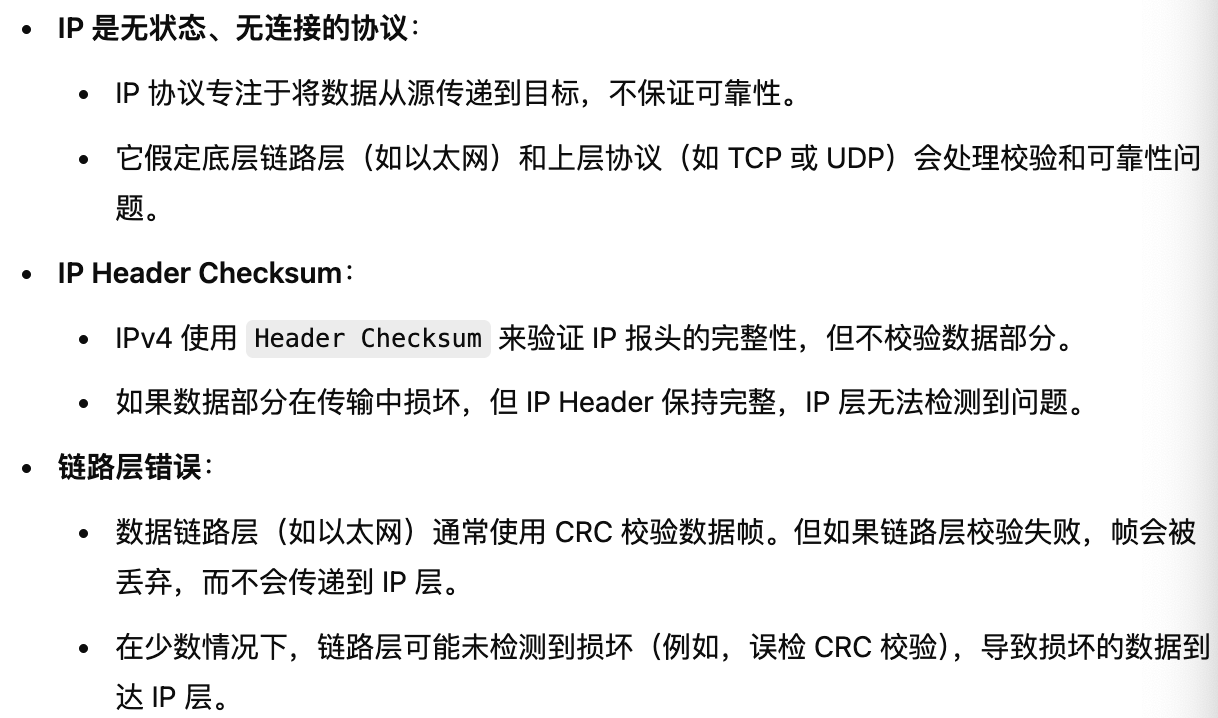 IP 是无状态、无连接的协议：
IP 协议专注于将数据从源传递到目标，不保证可靠性。
它假定底层链路层（如以太网）和上层协议（如 TCP 或 UDP）会处理校验和可靠性问
题。
IP Header Checksum：
IPv4 使用 Header Checksum 来验证 IP 报头的完整性，但不校验数据部分。
如果数据部分在传输中损坏，但 IP Header 保持完整，IP 层无法检测到问题。
链路层错误：
数据链路层（如以太网）通常使用 CRC 校验数据帧。但如果链路层校验失败，帧会被
丢弃，而不会传递到 IP 层。
在少数情况下，链路层可能未检测到损坏（例如，误检 CRC 校验），导致损坏的数据到
达 IP 层。